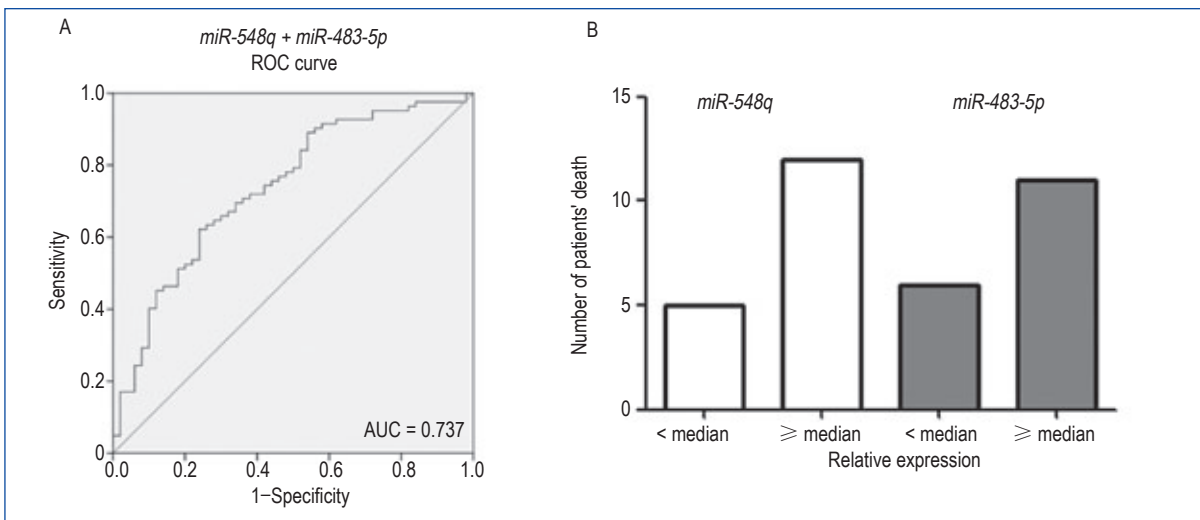 A
miR-548q + miR-483-5p
ROC curve
1.0
0.8
0.6
0.4
0.2
0
Sensitivity
AUC = 0.737
0.0 0.2 0.4 0.6 0.8 1.0
1−Specificity
B
miR-548q miR-483-5p
15
10
5
0
Number of patients' death
< median ⩾ median < median ⩾ median
Relative expression